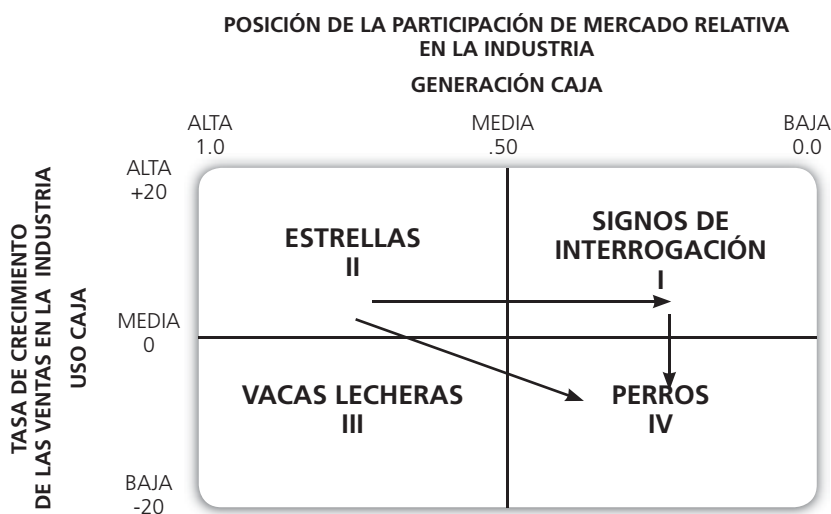 POSICIÓN DE LA PARTICIPACIÓN DE MERCADO RELATIVA
EN LA INDUSTRIA
GENERACIÓN CAJA
ALTA
1.0
MEDIA
.50
BAJA
0.0
TASA DE CRECIMIENTO
DE LAS VENTAS EN LA INDUSTRIA
USO CAJA
ALTA
+20
MEDIA
0
BAJA
-20
ESTRELLAS
II
SIGNOS DE
INTERROGACIÓN
I
VACAS LECHERAS
III
PERROS
IV